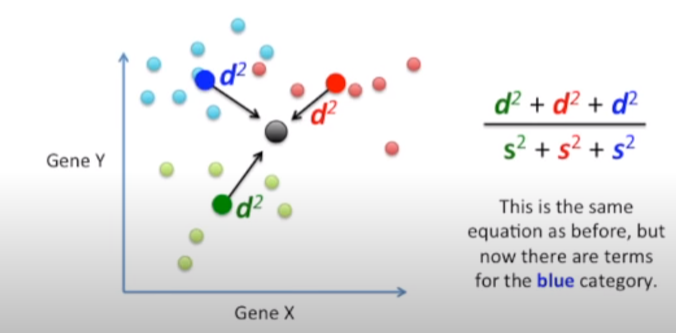 d²
d²
d²
Gene Y
Gene X
d² + d² + d²
s² + s² + s²
This is the same
equation as before, but
now there are terms
for the blue category.